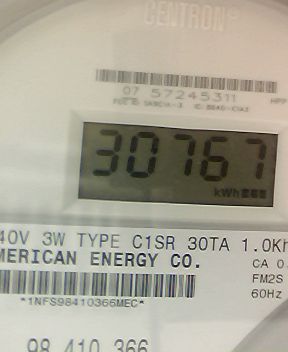 CENTRON®
07 57245311
30767
kWh
40V 3W TYPE C1SR 30TA 1.0Kh
MERICAN ENERGY CO.
CA 0.
FM2S
60Hz
*1NFS98410366MEC*
98 410 366